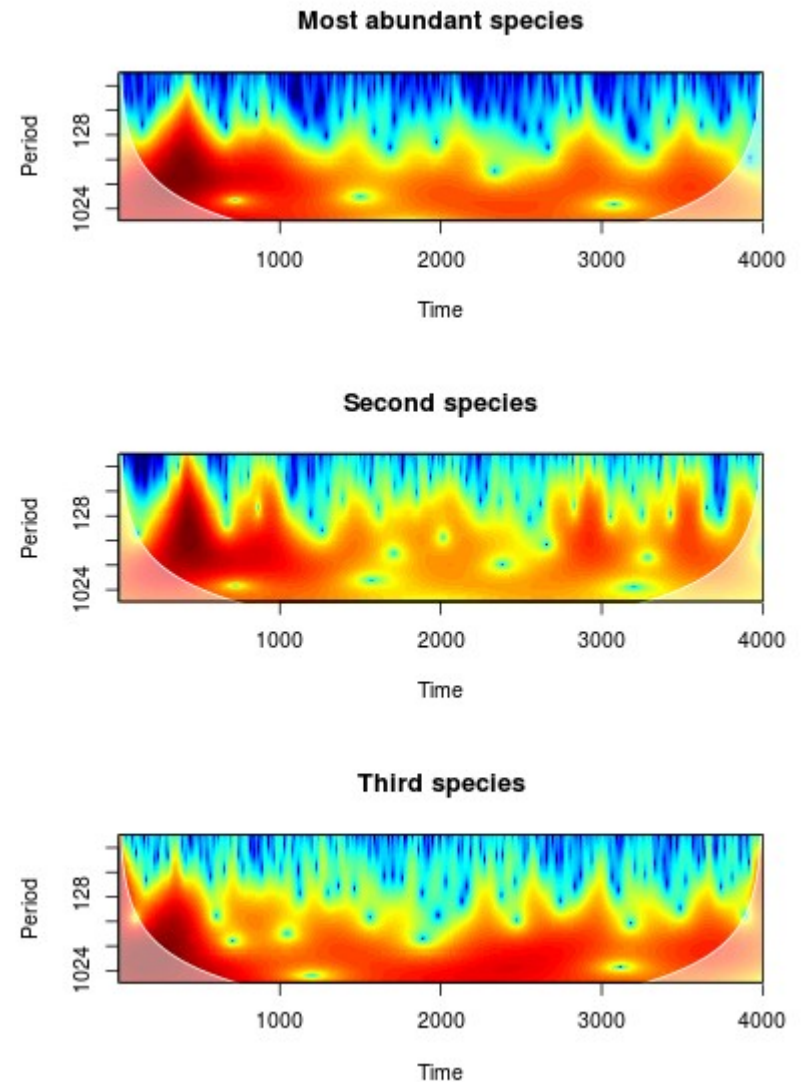 Most abundant species
Period
128
1024
1000 2000 3000 4000
Time
Second species
Period
128
1024
1000 2000 3000 4000
Time
Third species
Period
128
1024
1000 2000 3000 4000
Time